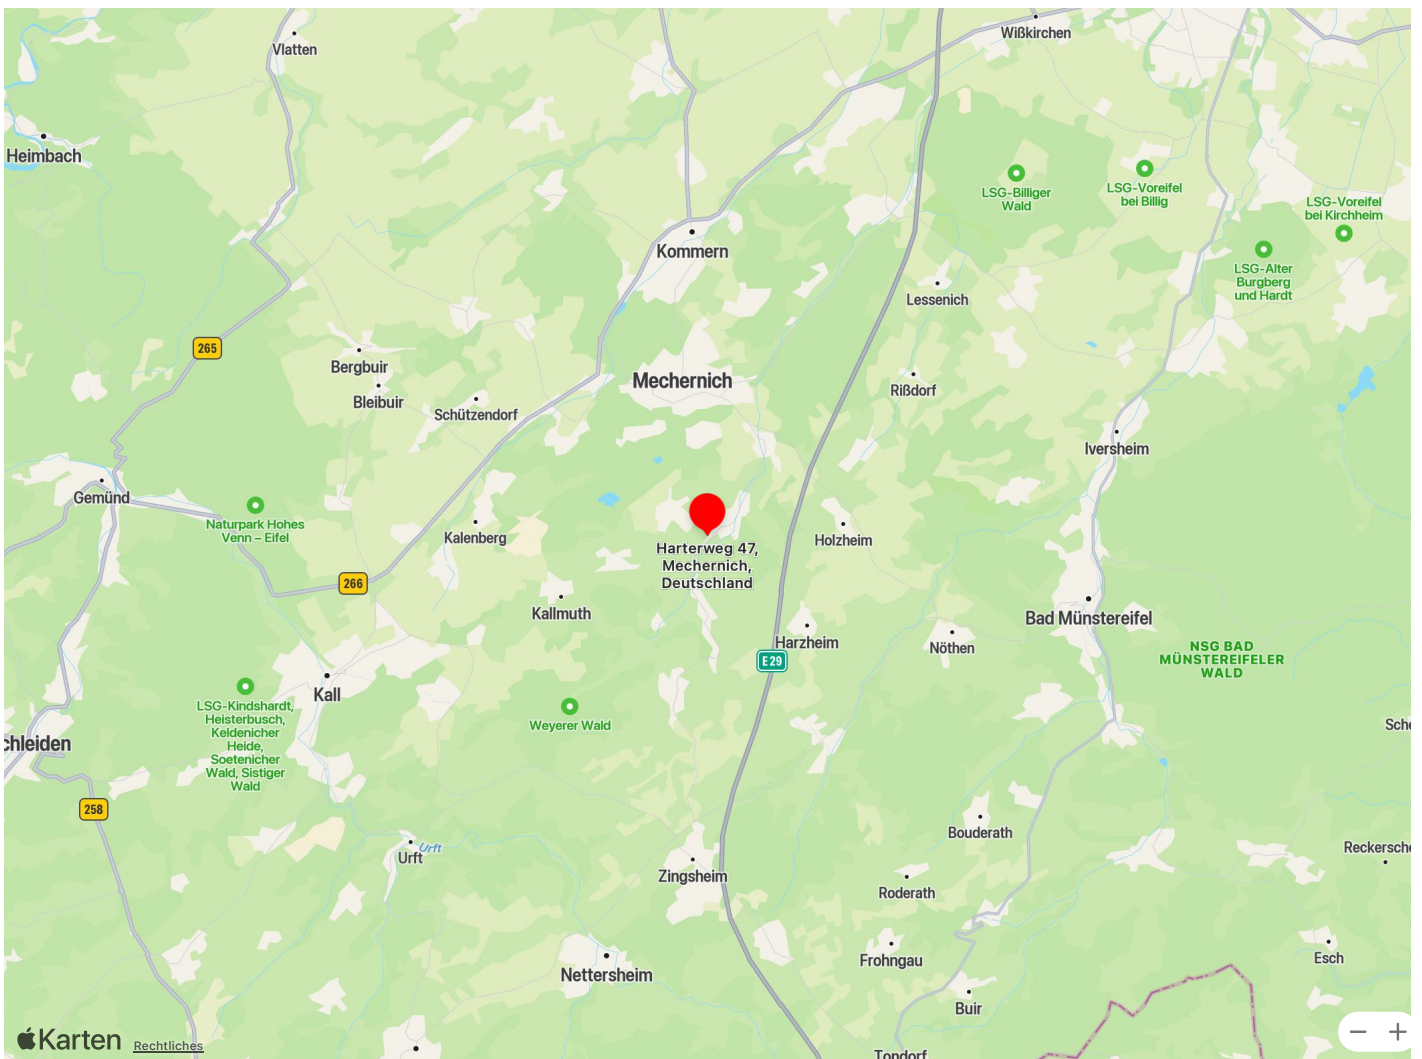 Wißkirchen
Vlatten
Heimbach
LSG-Billiger
Wald
LSG-Voreifel
bei Billig
LSG-Voreifel
bei Kirchheim
Kommern
LSG-Alter
Burgberg
und Hardt
Lessenich
265
Bergbuir
Mechernich
Rißdorf
Bleibuir
Schützendorf
Iversheim
Gemünd
Naturpark Hohes
Venn – Eifel
Kalenberg
Holzheim
Harterweg 47,
Mechernich,
Deutschland
266
Kallmuth
Bad Münstereifel
Harzheim
Nöthen
NSG BAD
MÜNSTEREIFELER
WALD
E 29
Kall
LSG-Kindshardt,
Heisterbusch,
Keldenicher
Heide,
Soetenicher
Wald, Sistiger
Wald
Weyerer Wald
Sche
chleiden
258
Bouderath
Urft
Urft
Reckersche
Zingsheim
Roderath
Frohngau
Esch
Nettersheim
Buir
Karten
Rechtliches
Tondorf
− +